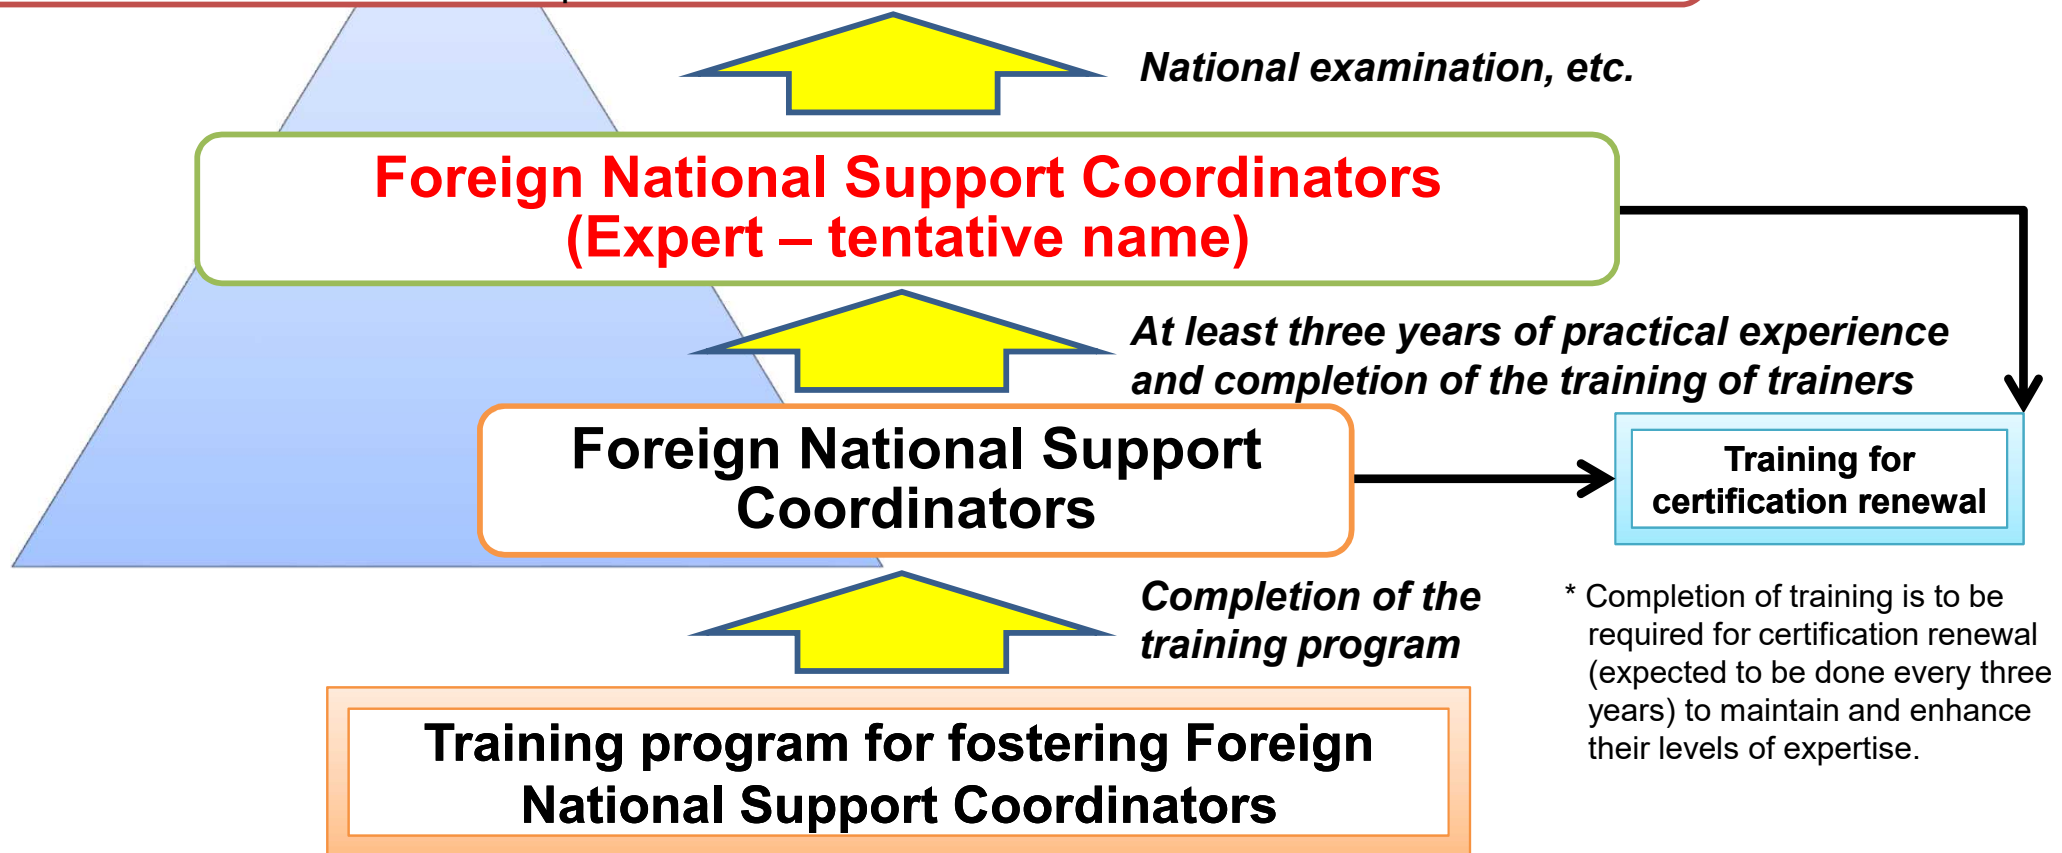 National examination, etc.
Foreign National Support Coordinators
(Expert – tentative name)
At least three years of practical experience
and completion of the training of trainers
Foreign National Support
Coordinators
Training for
certification renewal
Completion of the
training program
* Completion of training is to be
required for certification renewal
(expected to be done every three
years) to maintain and enhance
their levels of expertise.
Training program for fostering Foreign
National Support Coordinators